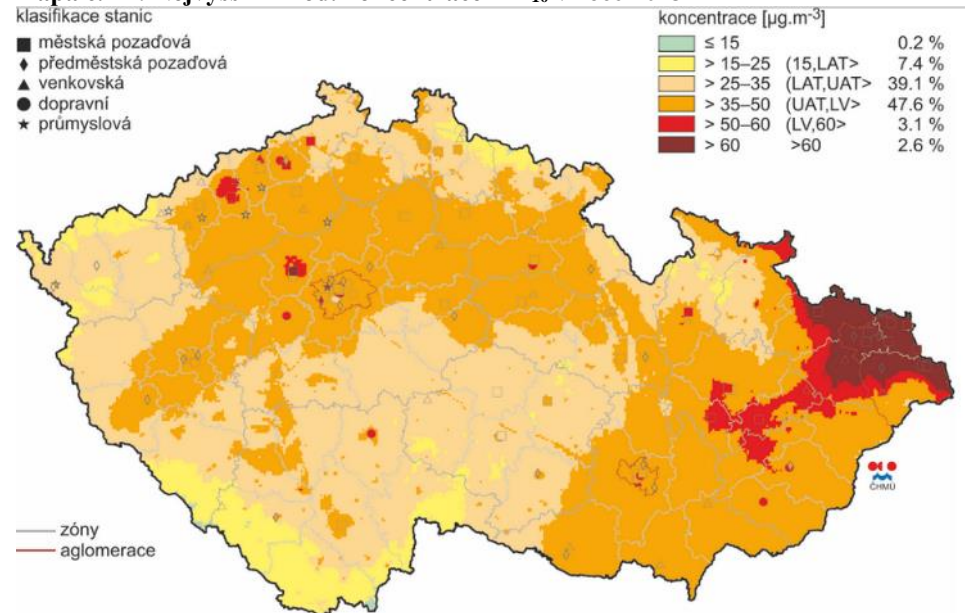 klasifikace stanic
městská pozaďová
předměstská pozaďová
venkovská
dopravní
průmyslová
koncentrace [µg.m-3]
≤ 15 0.2 %
> 15–25 (15,LAT> 7.4 %
> 25–35 (LAT,UAT> 39.1 %
> 35–50 (UAT,LV> 47.6 %
> 50–60 (LV,60> 3.1 %
> 60 >60 2.6 %
ČHMÚ
zóny
aglomerace